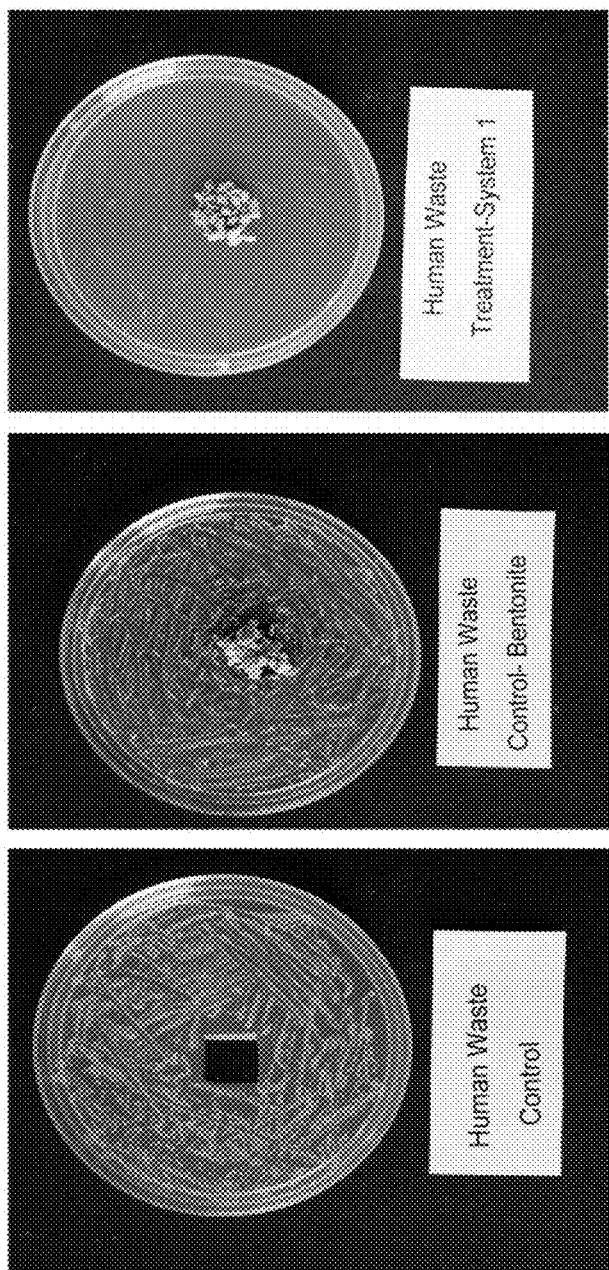 Human Waste
Control
Human Waste
Control- Bentonite
Human Waste
Treatment-System 1